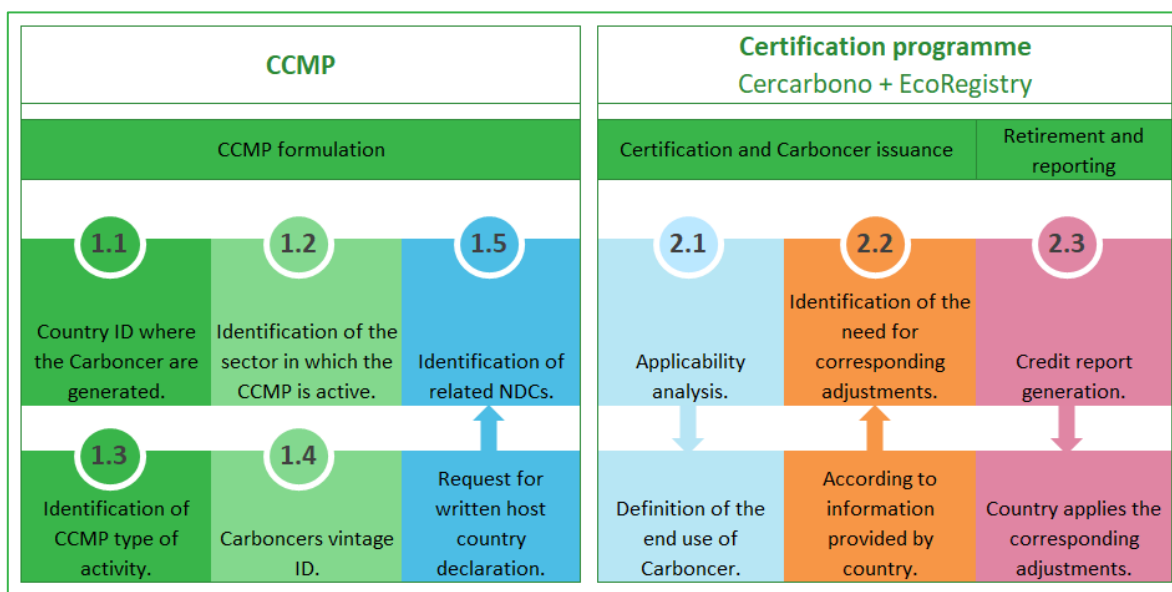 CCMP
CCMP formulation
1.1
Country ID where
the Carboncer are
generated.
1.2
Identification of the
sector in which the
CCMP is active.
1.5
Identification of
related NDCs.
1.3
Identification of
CCMP type of
activity.
1.4
Carboncers vintage
ID.
Request for
written host
country
declaration.
Certification programme
Cercarbono + EcoRegistry
Certification and Carboncer issuance
Retirement and
reporting
2.1
Applicability
analysis.
2.2
Identification of the
need for
corresponding
adjustments.
2.3
Credit report
generation.
Definition of the
end use of
Carboncer.
According to
information
provided by
country.
Country applies the
corresponding
adjustments.